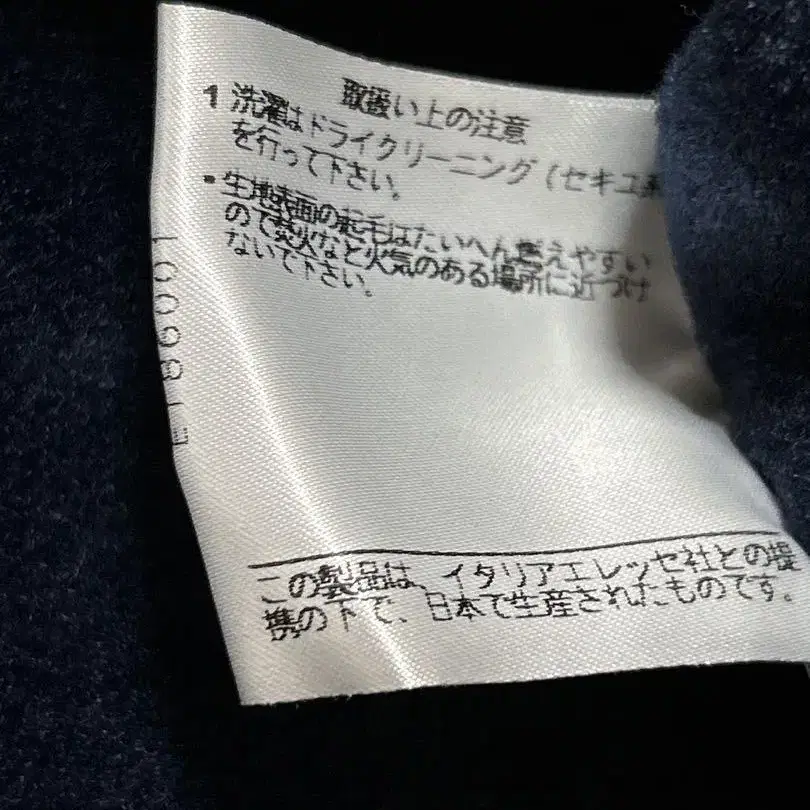 取扱い上の注意
1 洗濯はドライクリーニング (セキユ
を行って下さい。
・生地表面の起毛はたいへん燃えやすい
ので焚火など火気のある場所に近づけ
ないで下さい。
この製品は、イタリアエレッセ社との提
携の下で、日本で生産されたものです。